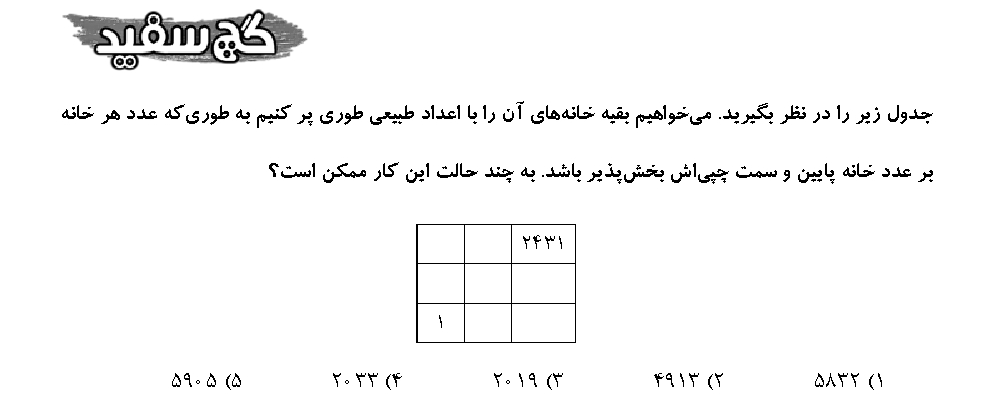 گچ سفید
جدول زیر را در نظر بگیرید. می‌خواهیم بقیه خانه‌های آن را با اعداد طبیعی طوری پر کنیم به طوری‌که عدد هر خانه
بر عدد خانه پایین و سمت چپی‌اش بخش‌پذیر باشد. به چند حالت این کار ممکن است؟
۲۴۳۱
۱
۱) ۵۸۳۲ ۲) ۴۹۱۳ ۳) ۲۰۱۹ ۴) ۲۰۳۳ ۵) ۵۹۰۵